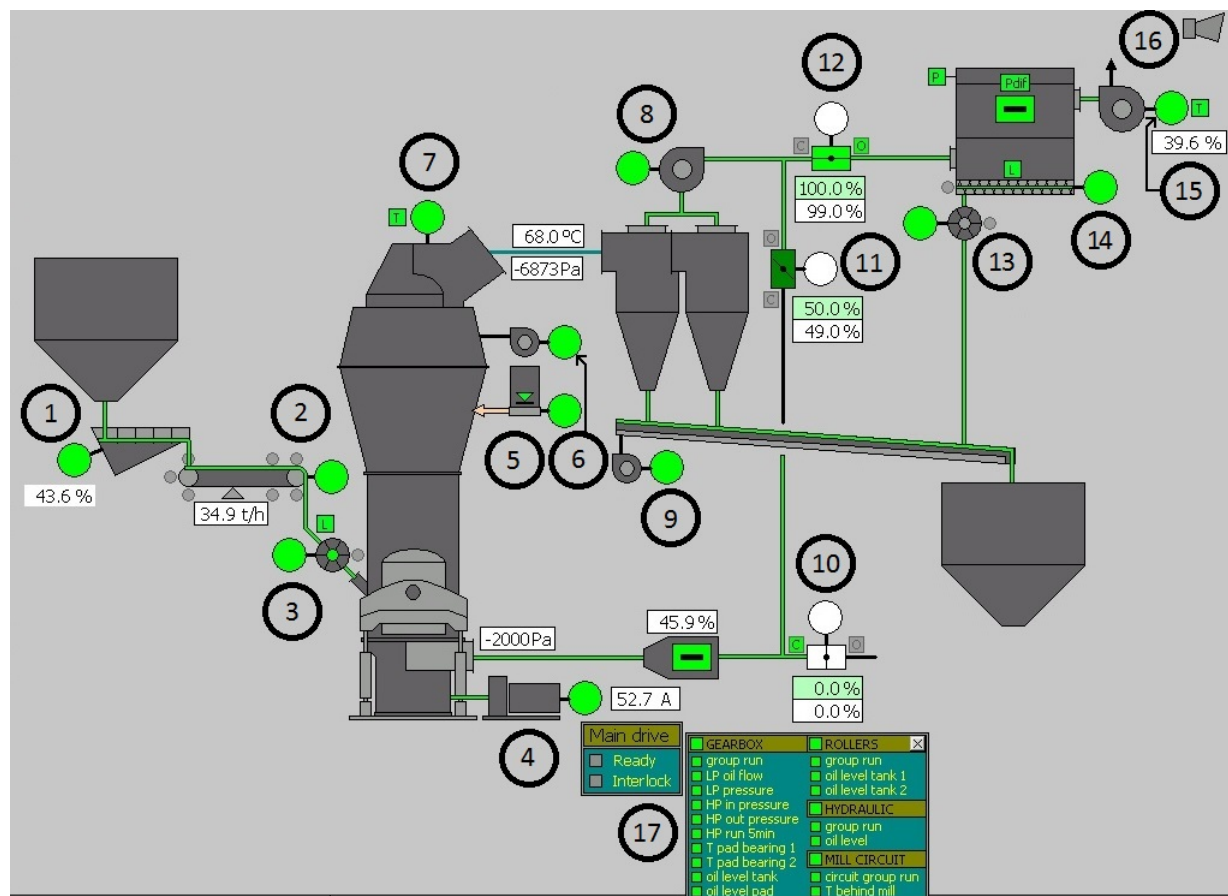 16
12
P
Pdif
8
C
O
T
39.6 %
7
L
100.0 %
99.0 %
15
T
68.0 ºC
O
14
-6873Pa
11
13
C
50.0 %
49.0 %
1
2
5
6
43.6 %
34.9 t/h
9
L
10
3
45.9 %
-2000Pa
C
O
0.0 %
0.0 %
52.7 A
4
Main drive
Ready
Interlock
17
GEARBOX
group run
LP oil flow
LP pressure
HP in pressure
HP out pressure
HP run 5min
T pad bearing 1
T pad bearing 2
oil level tank
oil level pad
ROLLERS
X
group run
oil level tank 1
oil level tank 2
HYDRAULIC
group run
oil level
MILL CIRCUIT
circuit group run
T behind mill